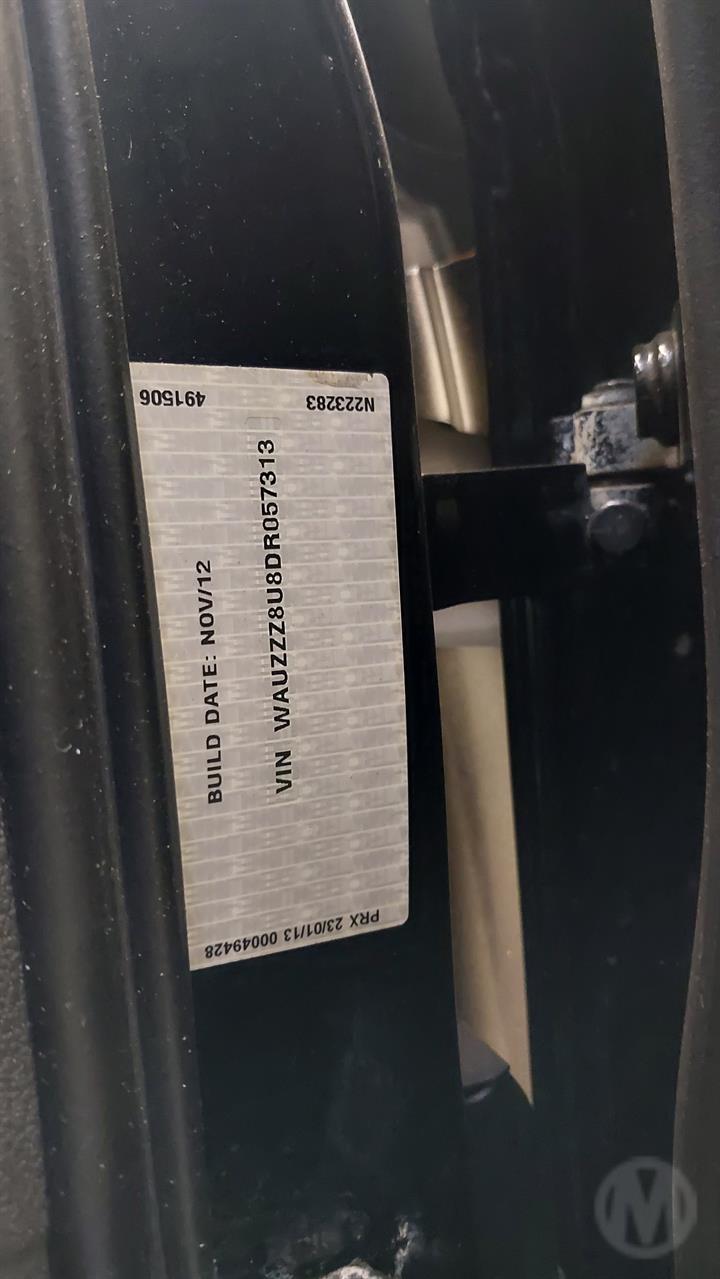 491506
N223283
BUILD DATE: NOV/12
VIN WAUZZZ8U8DR057313
PRX 23/01/13 00049428
M